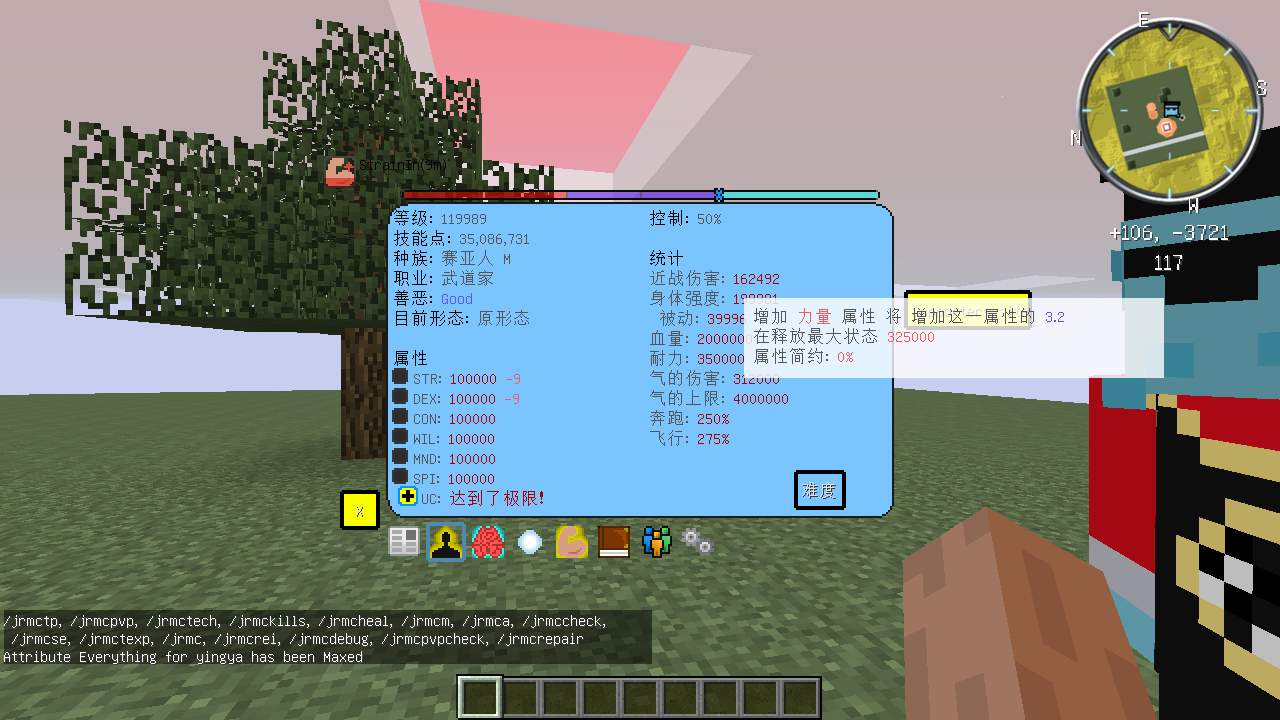 E
S
N
W
+106, -3721
117
StrainIn(9m)
等级: 119989
技能点: 35,086,731
种族: 赛亚人 M
职业: 武道家
善恶: Good
目前形态: 原形态
属性
STR: 100000 -9
DEX: 100000 -9
CON: 100000
WIL: 100000
MND: 100000
SPI: 100000
UC: 达到了极限!
控制: 50%
统计
近战伤害: 162492
身体强度:
被动:
血量:
耐力:
气的伤害: 312000
气的上限: 4000000
奔跑: 250%
飞行: 275%
增加 力量 属性 将 增加这一属性的 3.2
在释放最大状态 325000
属性简约: 0%
难度
X
/jrmctp, /jrmcpvp, /jrmctech, /jrmckills, /jrmcheal, /jrmcm, /jrmca, /jrmccheck,
/jrmcse, /jrmctexp, /jrmc, /jrmcrei, /jrmcdebug, /jrmcpvpcheck, /jrmcrepair
Attribute Everything for yingya has been Maxed